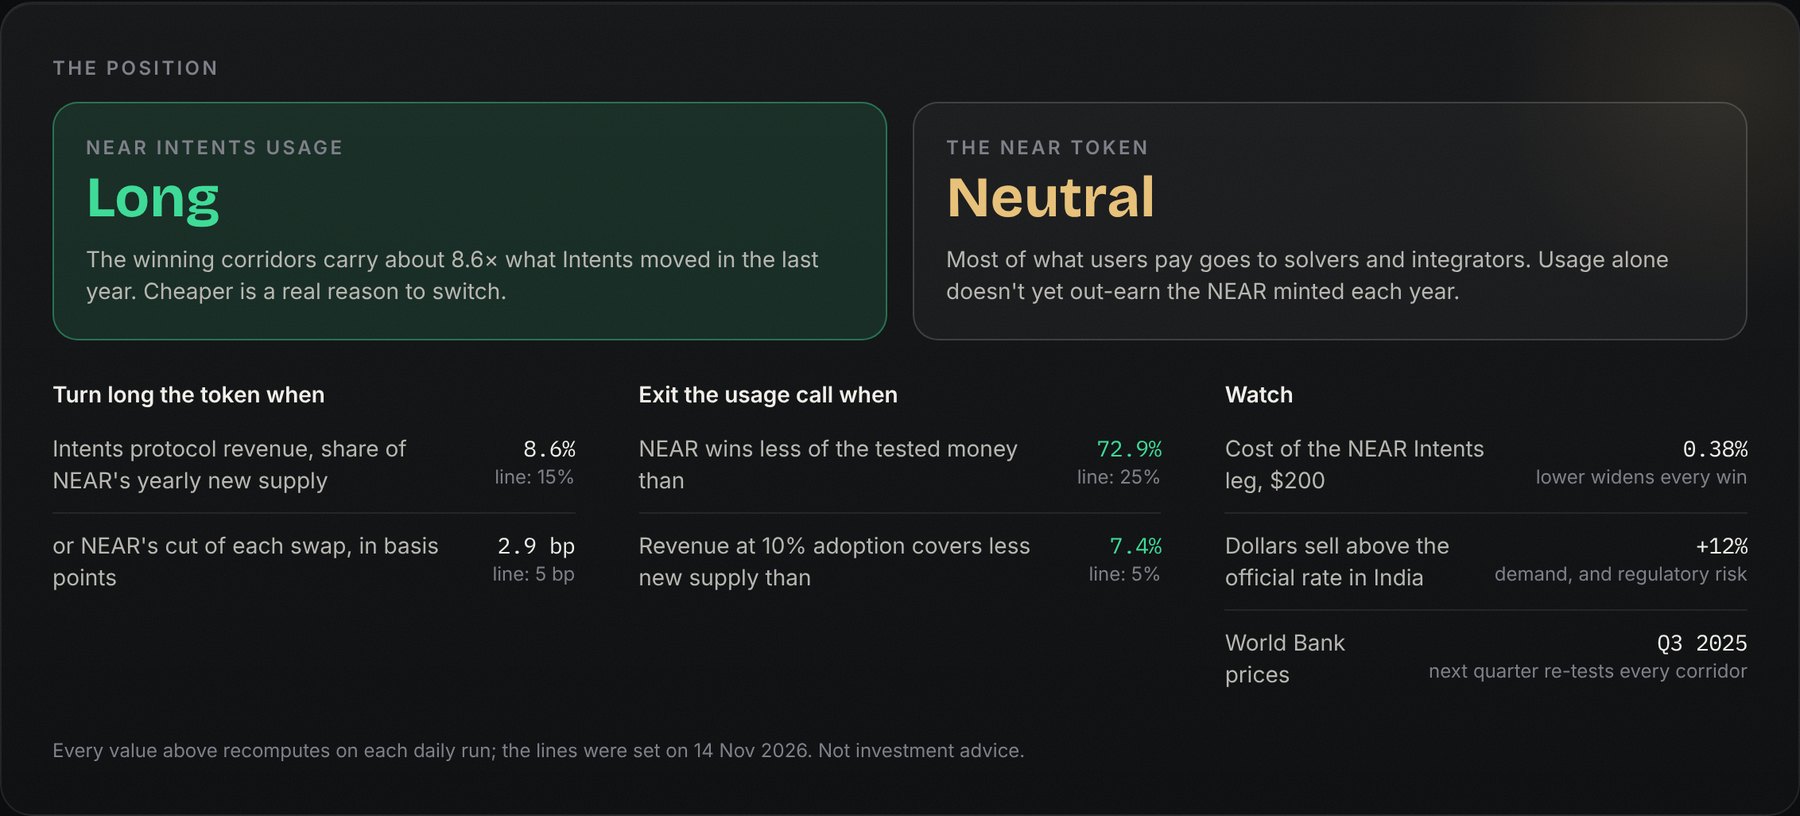 THE POSITION
NEAR INTENTS USAGE
Long
The winning corridors carry about 8.6× what Intents moved in the last
year. Cheaper is a real reason to switch.
THE NEAR TOKEN
Neutral
Most of what users pay goes to solvers and integrators. Usage alone
doesn't yet out-earn the NEAR minted each year.
Turn long the token when
Intents protocol revenue, share of
NEAR's yearly new supply
8.6%
line: 15%
or NEAR's cut of each swap, in basis
points
2.9 bp
line: 5 bp
Exit the usage call when
NEAR wins less of the tested money
than
72.9%
line: 25%
Revenue at 10% adoption covers less
new supply than
7.4%
line: 5%
Watch
Cost of the NEAR Intents
leg, $200
0.38%
lower widens every win
Dollars sell above the
official rate in India
+12%
demand, and regulatory risk
World Bank
prices
Q3 2025
next quarter re-tests every corridor
Every value above recomputes on each daily run; the lines were set on 14 Nov 2026. Not investment advice.